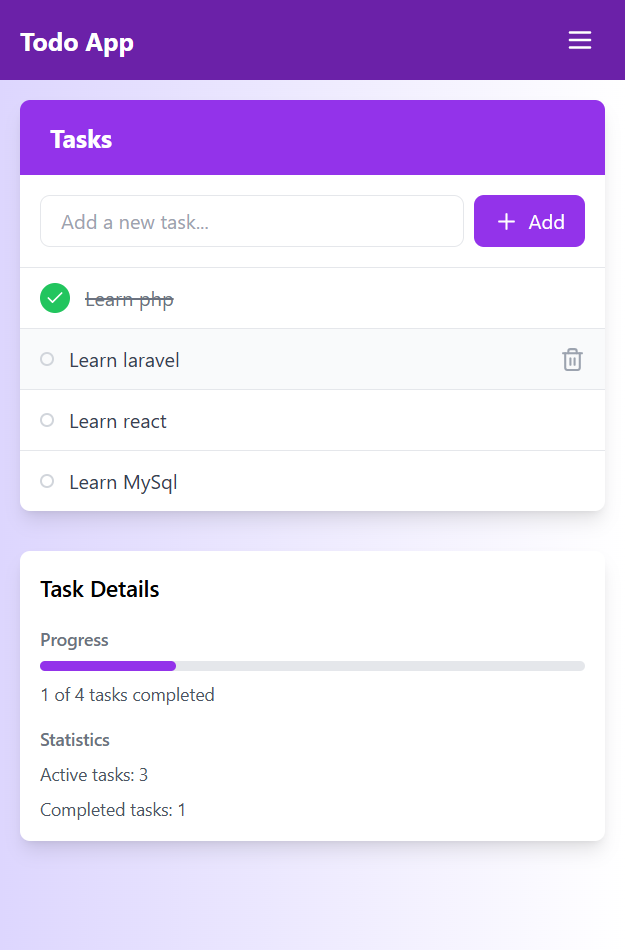 Todo App
Tasks
Add a new task...
Add
Learn php
Learn laravel
Learn react
Learn MySql
Task Details
Progress
1 of 4 tasks completed
Statistics
Active tasks: 3
Completed tasks: 1